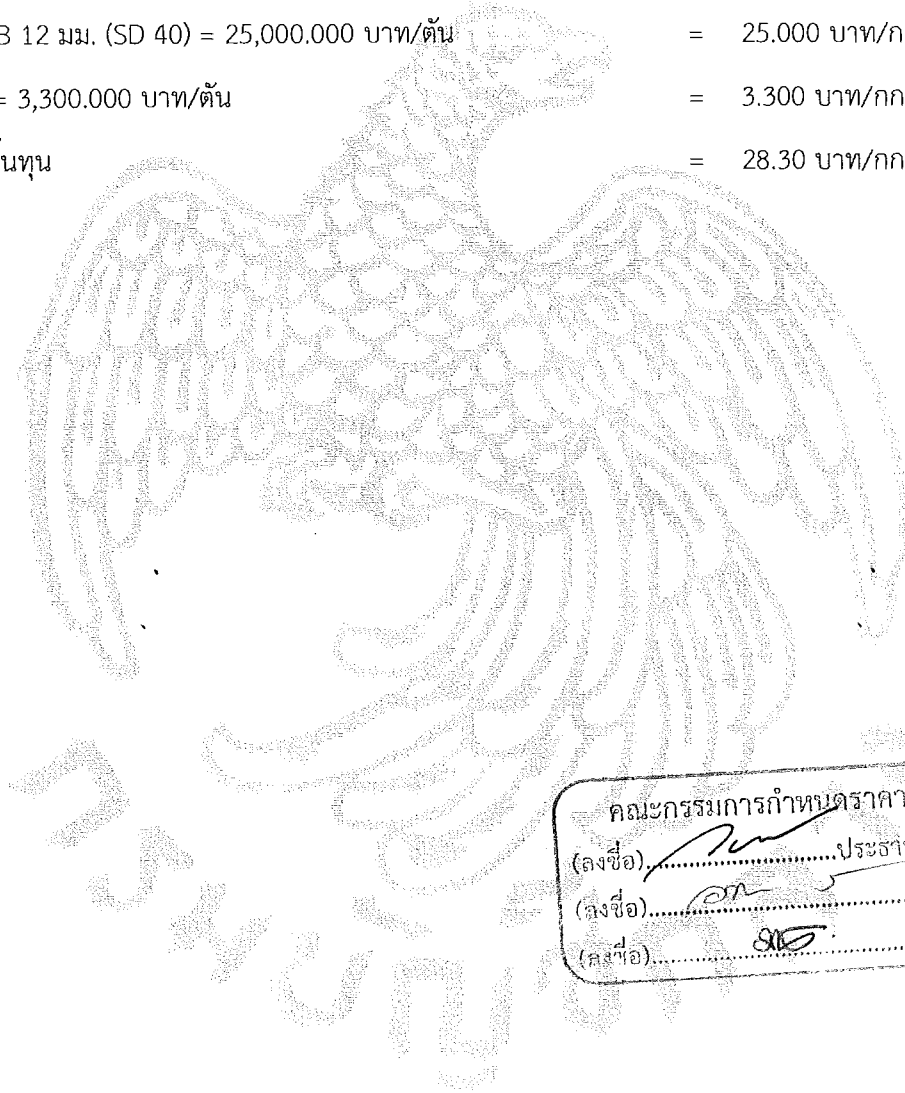 B 12 มม. (SD 40) = 25,000.000 บาท/ตัน = 25.000 บาท/ก
= 3,300.000 บาท/ตัน = 3.300 บาท/กก
้นทุน = 28.30 บาท/กก
คณะกรรมการกำหนดราคา
(ลงชื่อ)..............................ประธา
(ลงชื่อ)..............................
(ลงชื่อ)..............................